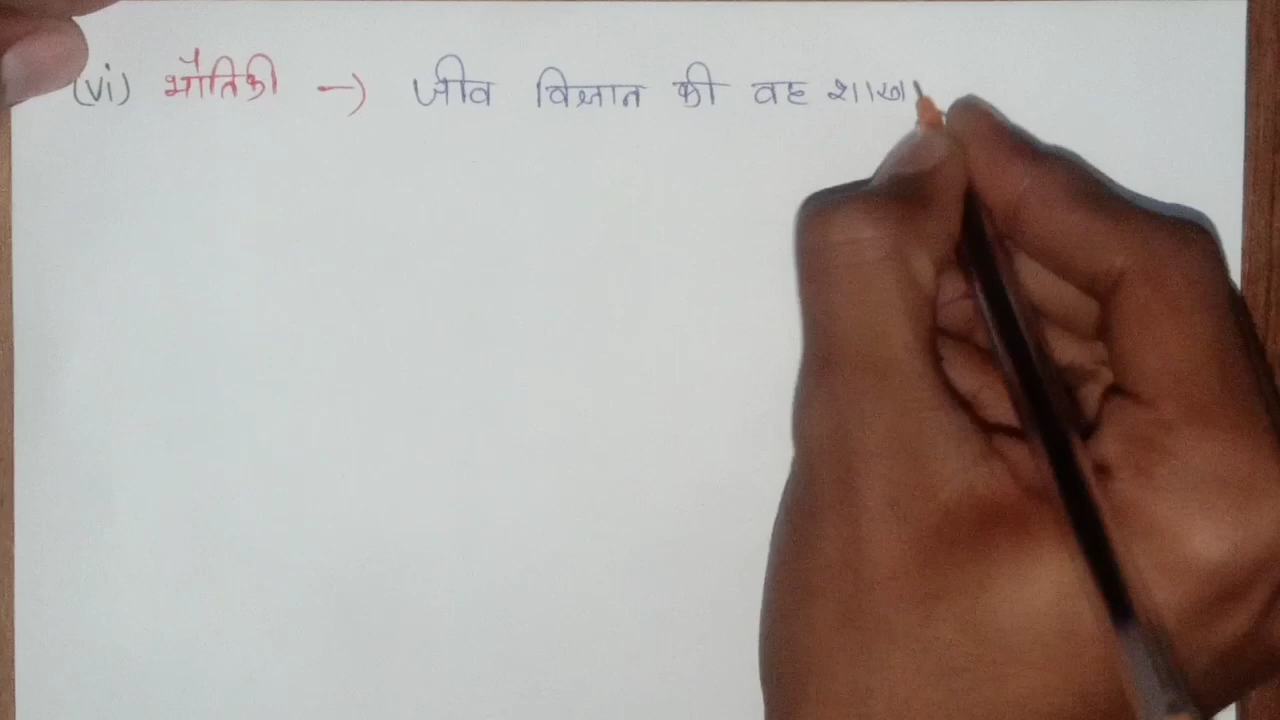 (vi) भौतिकी → जीव विज्ञान की वह शाखा